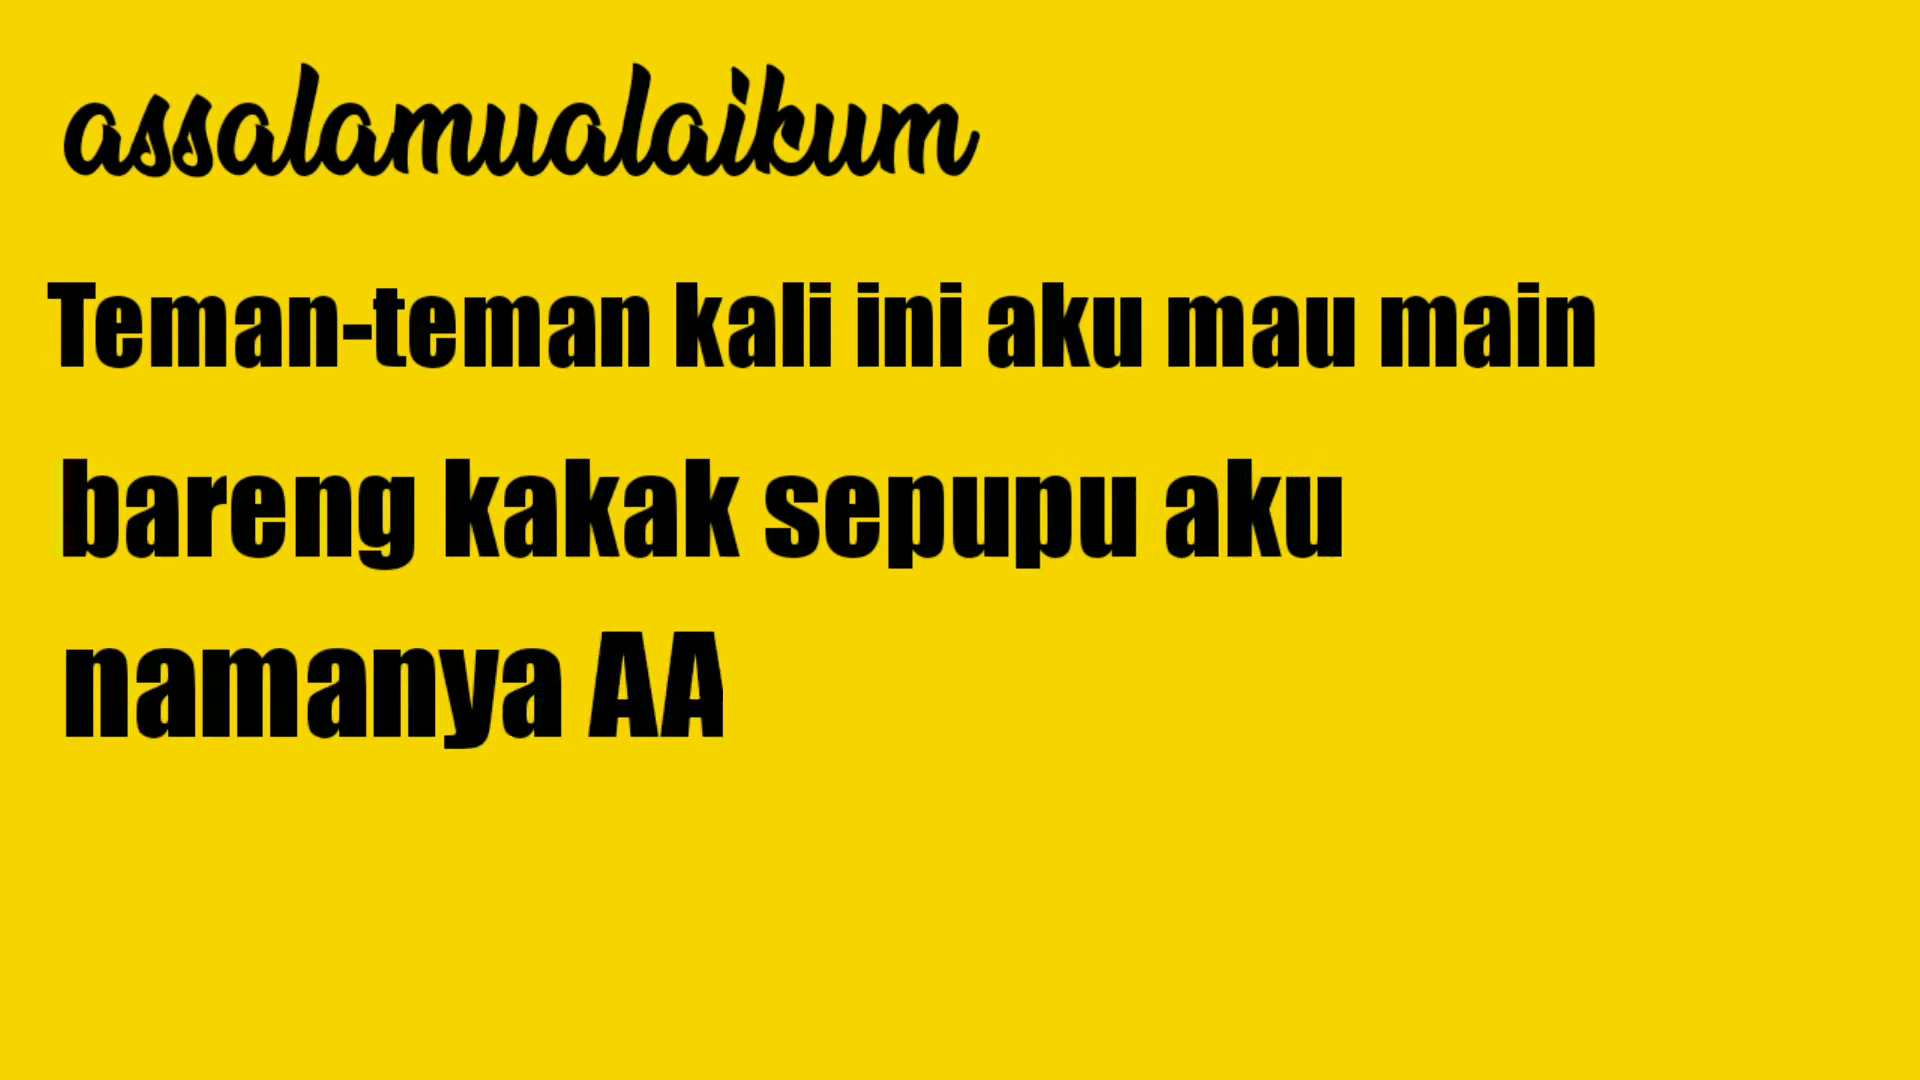 assalamualaikum
Teman-teman kali ini aku mau main
bareng kakak sepupu aku
namanya AA